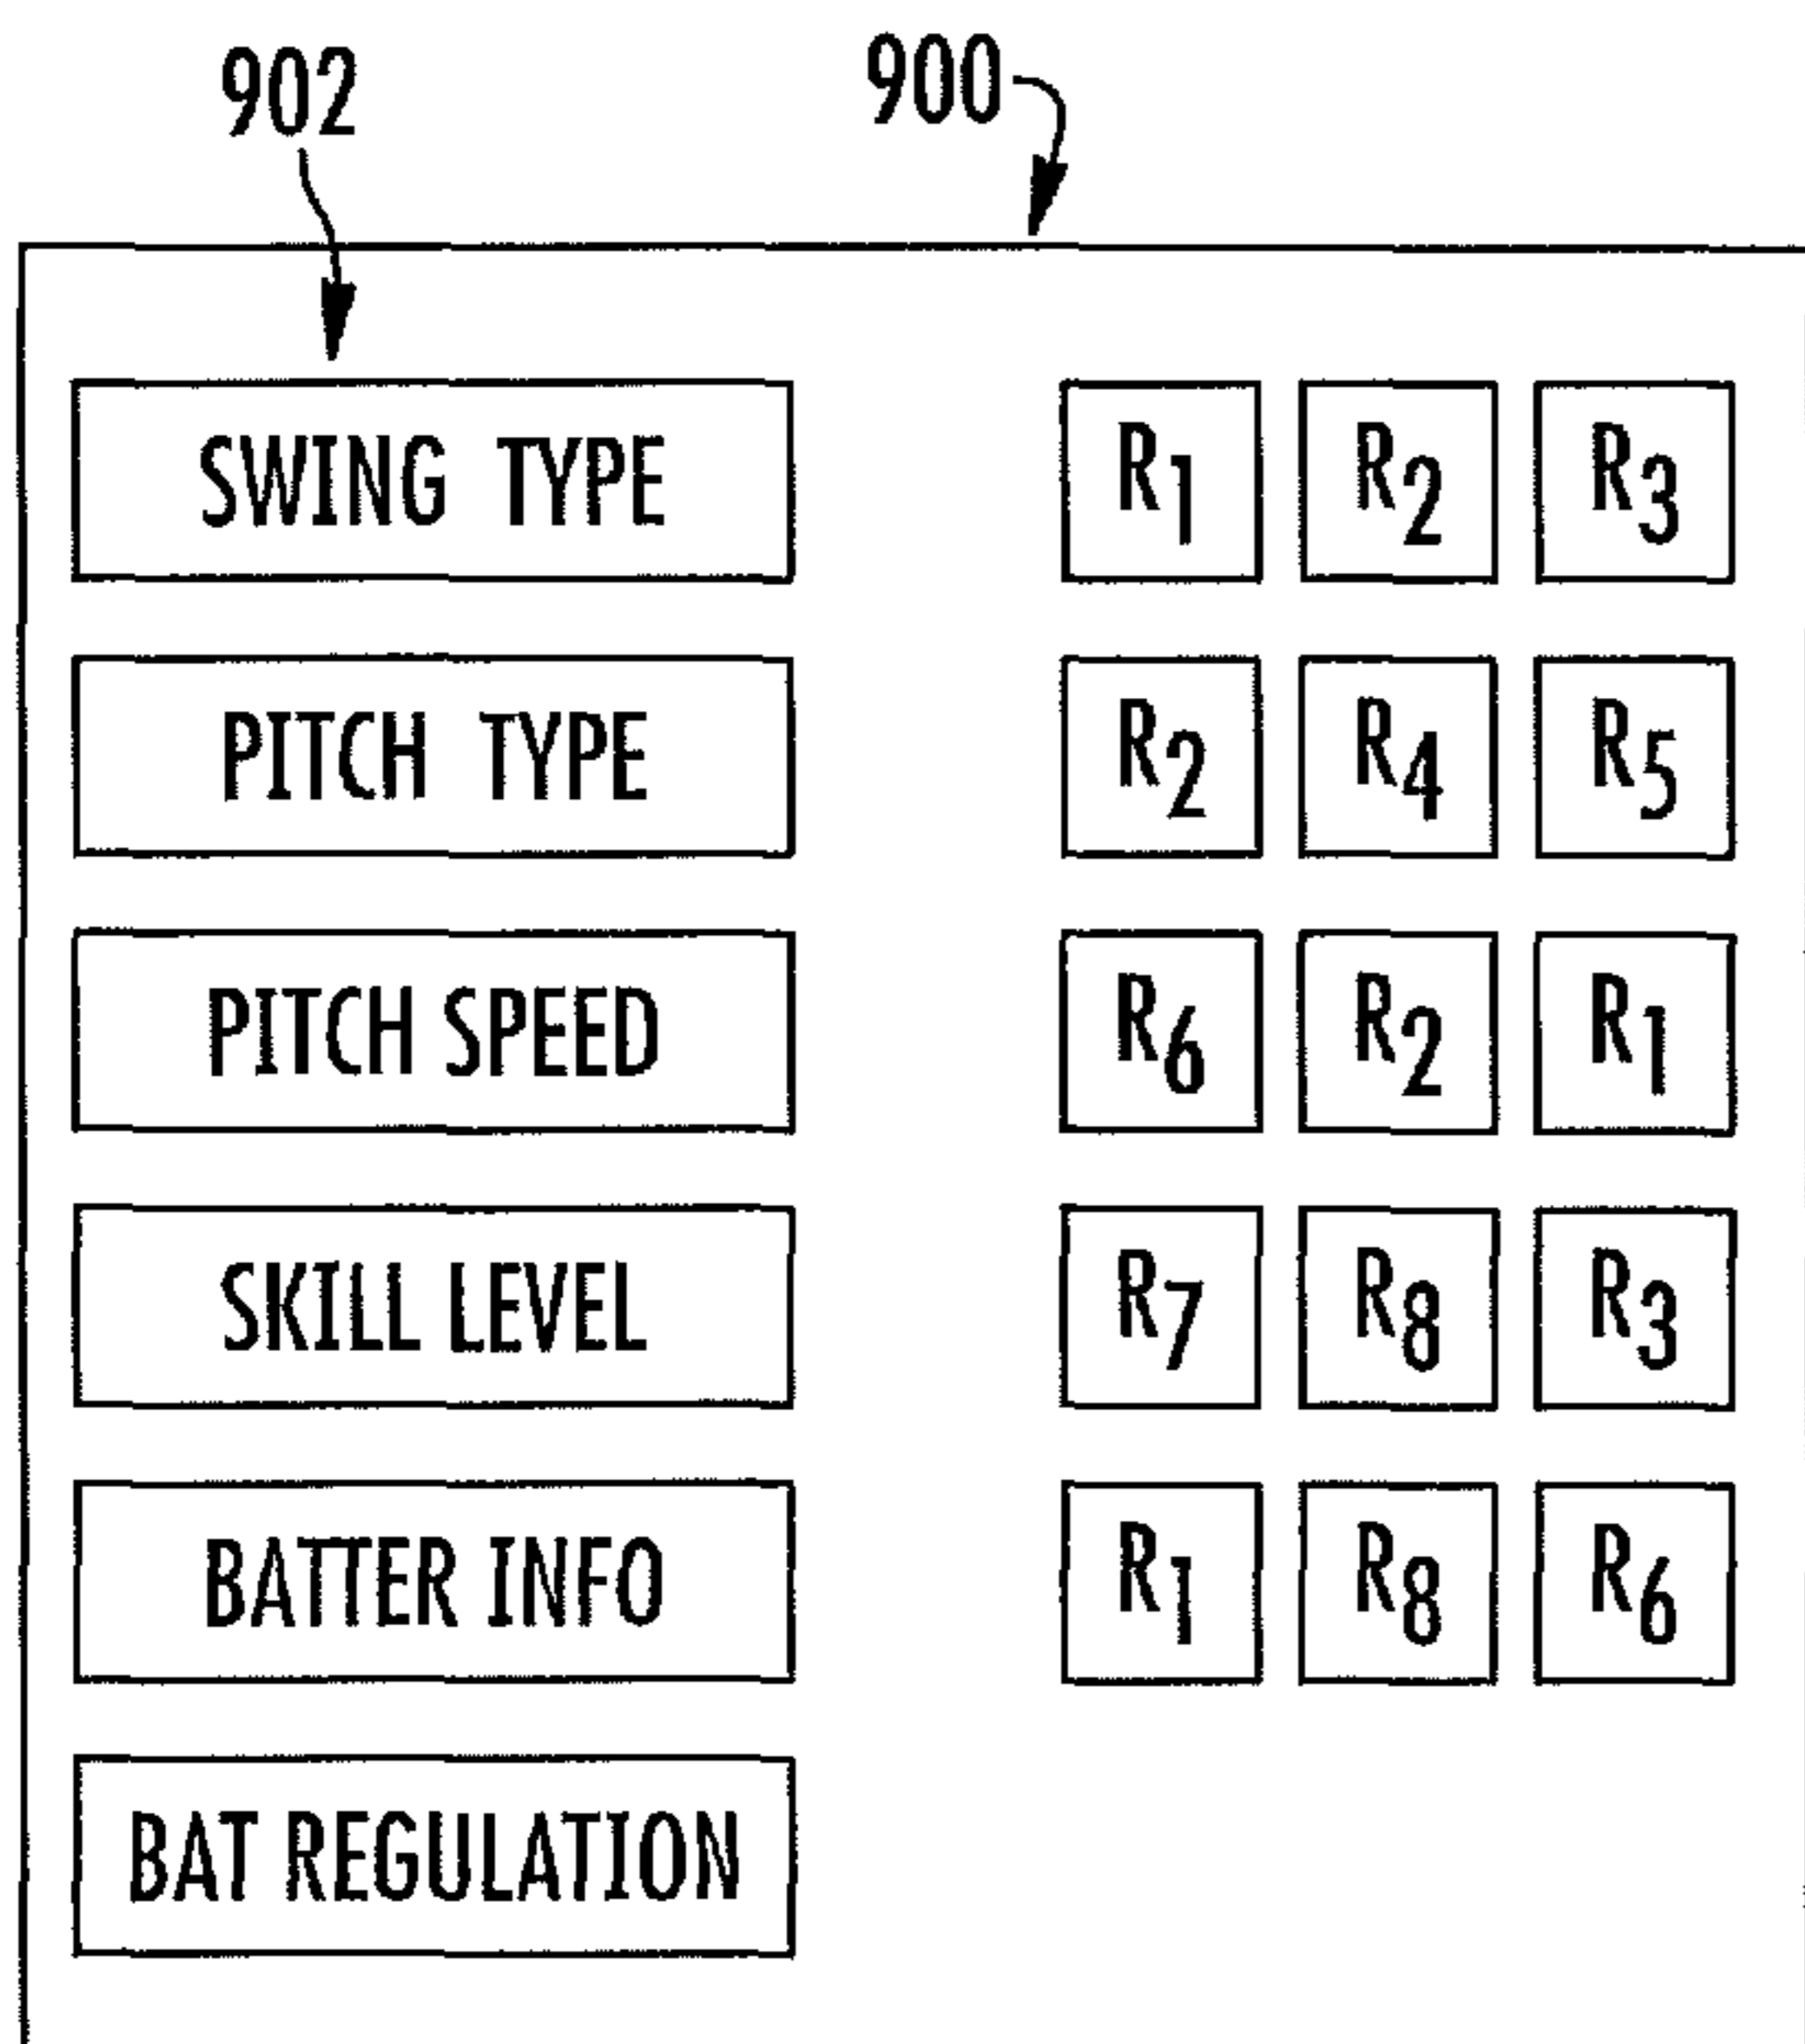 902 900
SWING TYPE R1 R2 R3
PITCH TYPE R2 R4 R5
PITCH SPEED R6 R2 R1
SKILL LEVEL R7 R8 R3
BATTER INFO R1 R8 R6
BAT REGULATION